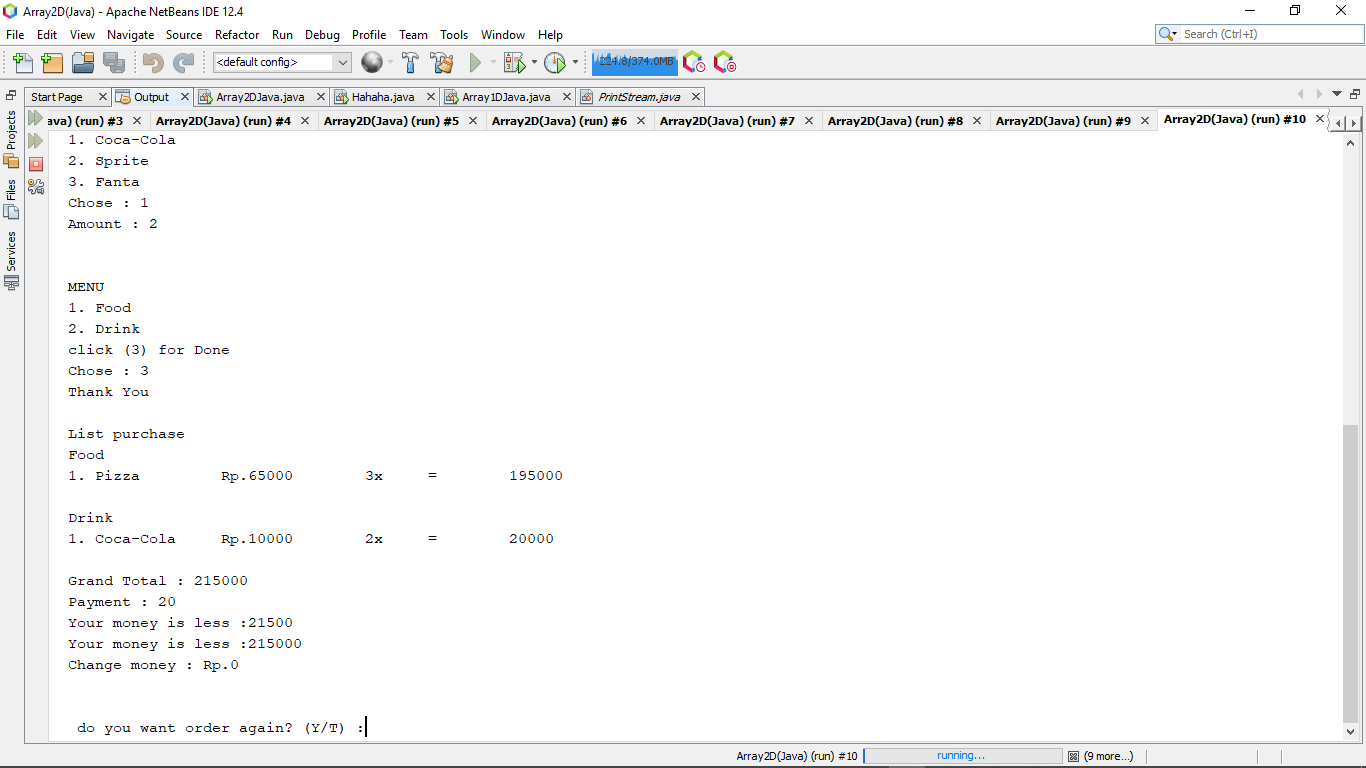 Array2D(Java) - Apache NetBeans IDE 12.4
File Edit View Navigate Source Refactor Run Debug Profile Team Tools Window Help
Search (Ctrl+I)
<default config>
224.8/374.0MB
Start Page Output Array2DJava.java Hahaha.java Array1DJava.java PrintStream.java
ava) (run) #3 Array2D(Java) (run) #4 Array2D(Java) (run) #5 Array2D(Java) (run) #6 Array2D(Java) (run) #7 Array2D(Java) (run) #8 Array2D(Java) (run) #9 Array2D(Java) (run) #10
Projects
Files
Services
1. Coca-Cola
2. Sprite
3. Fanta
Chose : 1
Amount : 2
MENU
1. Food
2. Drink
click (3) for Done
Chose : 3
Thank You
List purchase
Food
1. Pizza Rp.65000 3x = 195000
Drink
1. Coca-Cola Rp.10000 2x = 20000
Grand Total : 215000
Payment : 20
Your money is less :21500
Your money is less :215000
Change money : Rp.0
do you want order again? (Y/T) :
Array2D(Java) (run) #10 running... (9 more...)